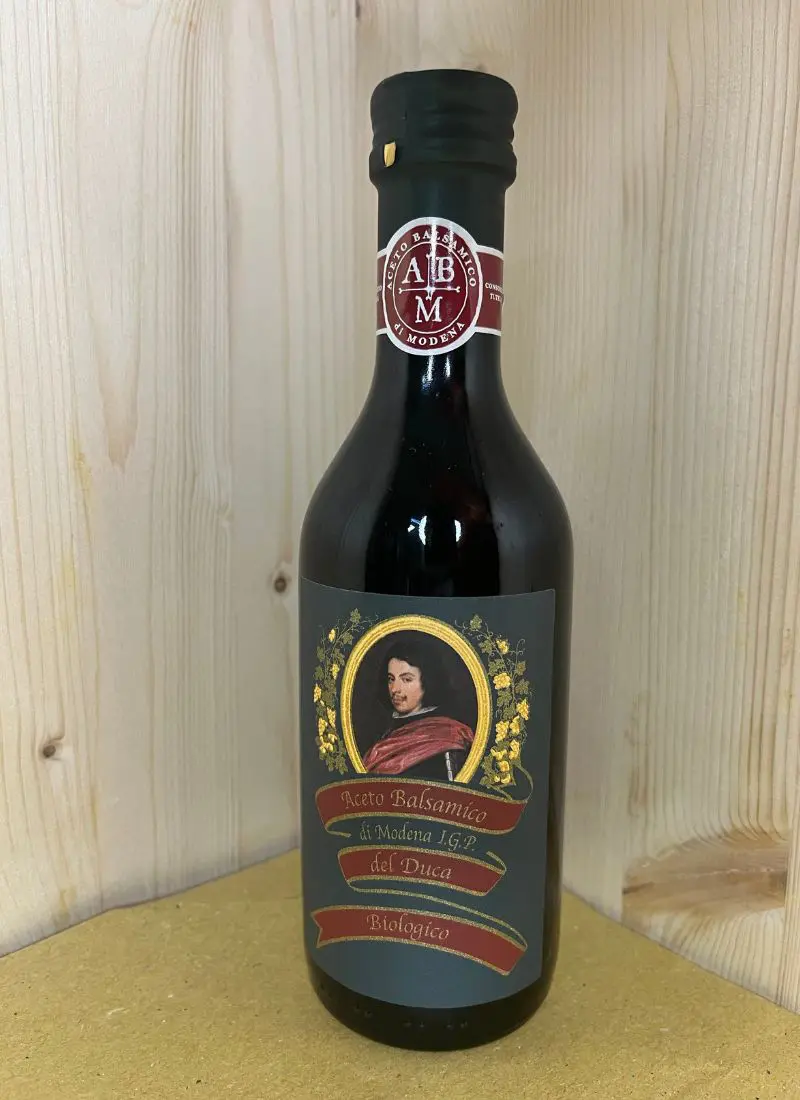 ACETO BALSAMICO
A B
M
di MODENA
Aceto Balsamico
di Modena I.G.P.
del Duca
Biologico